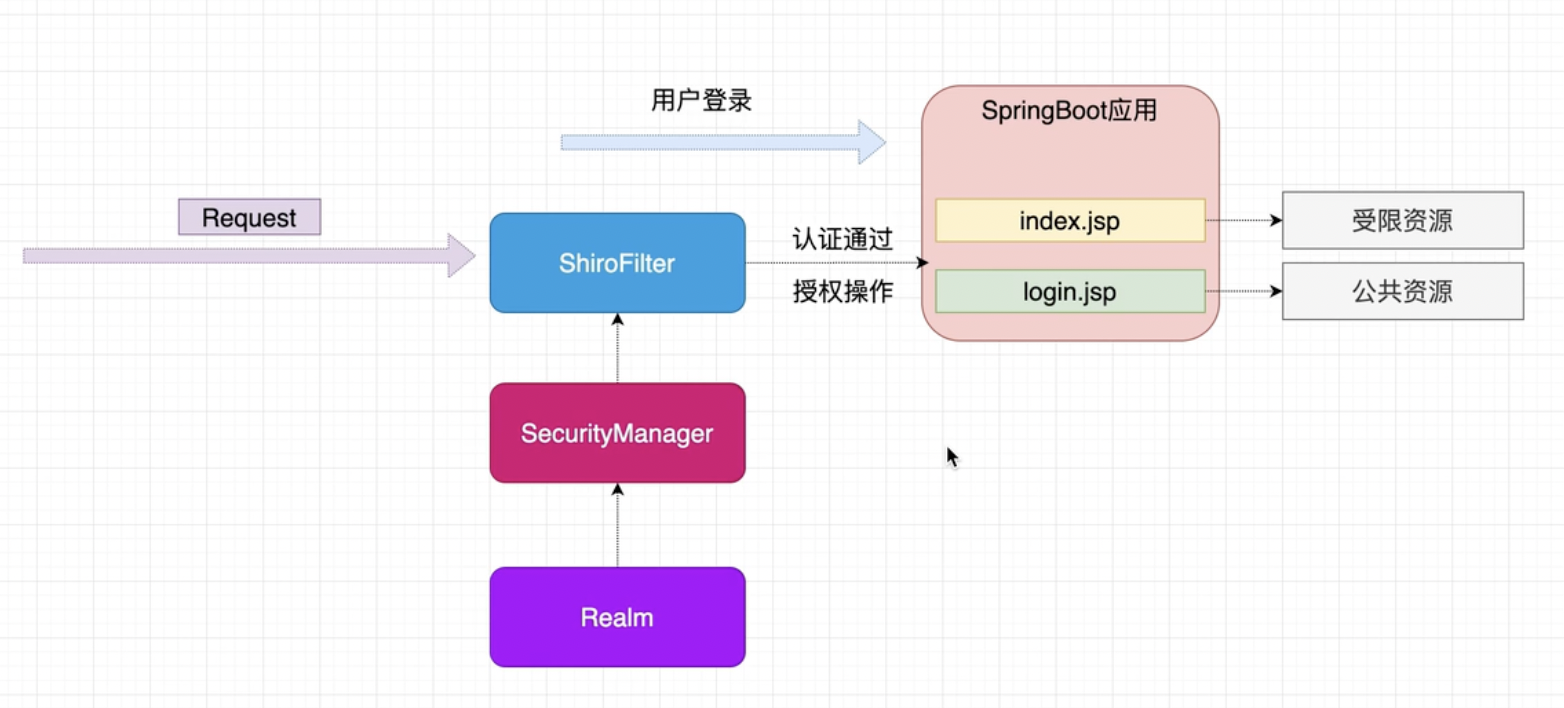 用户登录
SpringBoot应用
Request
index.jsp
受限资源
ShiroFilter
认证通过
授权操作
login.jsp
公共资源
SecurityManager
Realm